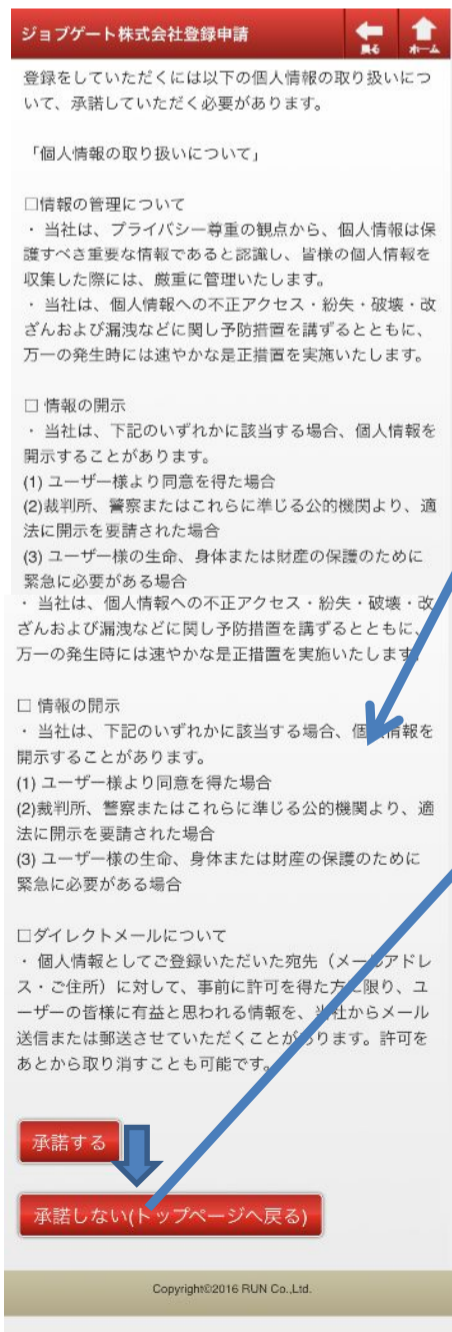 ジョブゲート株式会社登録申請
戻る
ホーム
登録をしていただくには以下の個人情報の取り扱いにつ
いて、承諾していただく必要があります。
「個人情報の取り扱いについて」
□情報の管理について
・ 当社は、プライバシー尊重の観点から、個人情報は保
護すべき重要な情報であると認識し、皆様の個人情報を
収集した際には、厳重に管理いたします。
・ 当社は、個人情報への不正アクセス・紛失・破壊・改
ざんおよび漏洩などに関し予防措置を講ずるとともに、
万一の発生時には速やかな是正措置を実施いたします。
□ 情報の開示
・ 当社は、下記のいずれかに該当する場合、個人情報を
開示することがあります。
(1) ユーザー様より同意を得た場合
(2)裁判所、警察またはこれらに準じる公的機関より、適
法に開示を要請された場合
(3) ユーザー様の生命、身体または財産の保護のために
緊急に必要がある場合
・ 当社は、個人情報への不正アクセス・紛失・破壊・改
ざんおよび漏洩などに関し予防措置を講ずるとともに、
万一の発生時には速やかな是正措置を実施いたします。
□ 情報の開示
・ 当社は、下記のいずれかに該当する場合、個人情報を
開示することがあります。
(1) ユーザー様より同意を得た場合
(2)裁判所、警察またはこれらに準じる公的機関より、適
法に開示を要請された場合
(3) ユーザー様の生命、身体または財産の保護のために
緊急に必要がある場合
□ダイレクトメールについて
・ 個人情報としてご登録いただいた宛先（メールアドレ
ス・ご住所）に対して、事前に許可を得た方に限り、ユ
ーザーの皆様に有益と思われる情報を、当社からメール
送信または郵送させていただくことがあります。許可を
あとから取り消すことも可能です。
承諾する
承諾しない(トップページへ戻る)
Copyright©2016 RUN Co.,Ltd.